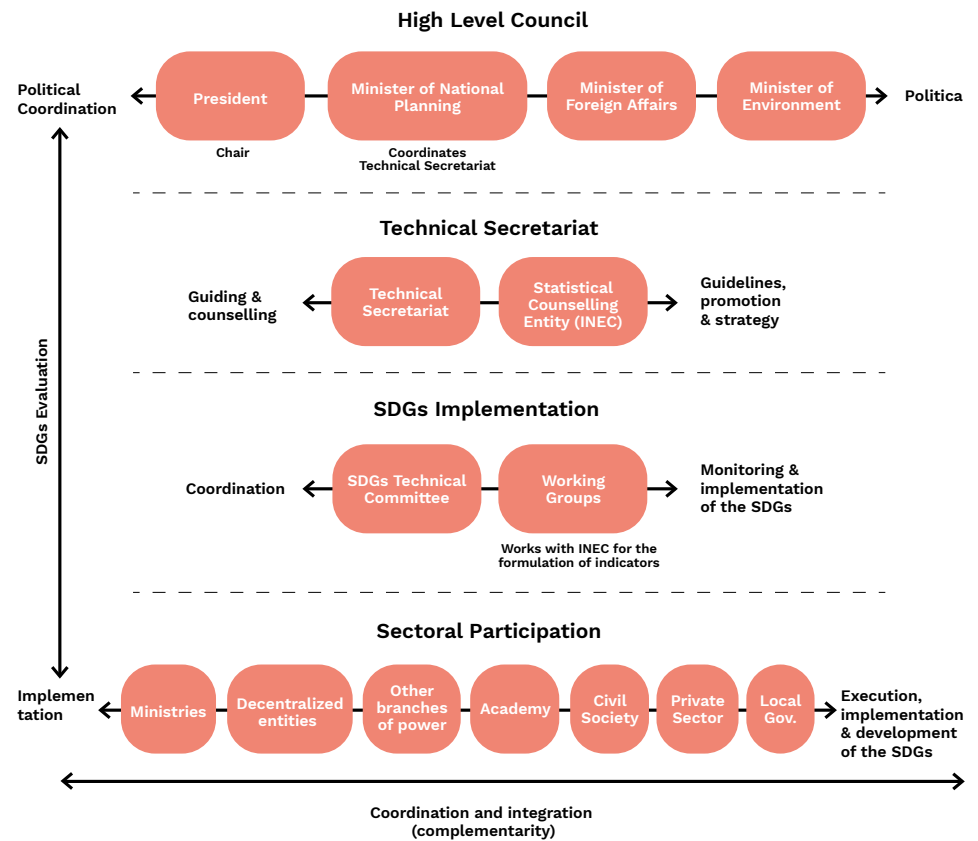 High Level Council
Political
Coordination
President
Minister of National
Planning
Minister of
Foreign Affairs
Minister of
Environment
Politica
Chair
Coordinates
Technical Secretariat
Technical Secretariat
Guiding &
counselling
Technical
Secretariat
Statistical
Counselling
Entity (INEC)
Guidelines,
promotion
& strategy
SDGs Evaluation
SDGs Implementation
Coordination
SDGs Technical
Committee
Working
Groups
Monitoring &
implementation
of the SDGs
Works with INEC for the
formulation of indicators
Sectoral Participation
Implemen
tation
Ministries
Decentralized
entities
Other
branches
of power
Academy
Civil
Society
Private
Sector
Local
Gov.
Execution,
implementation
& development
of the SDGs
Coordination and integration
(complementarity)